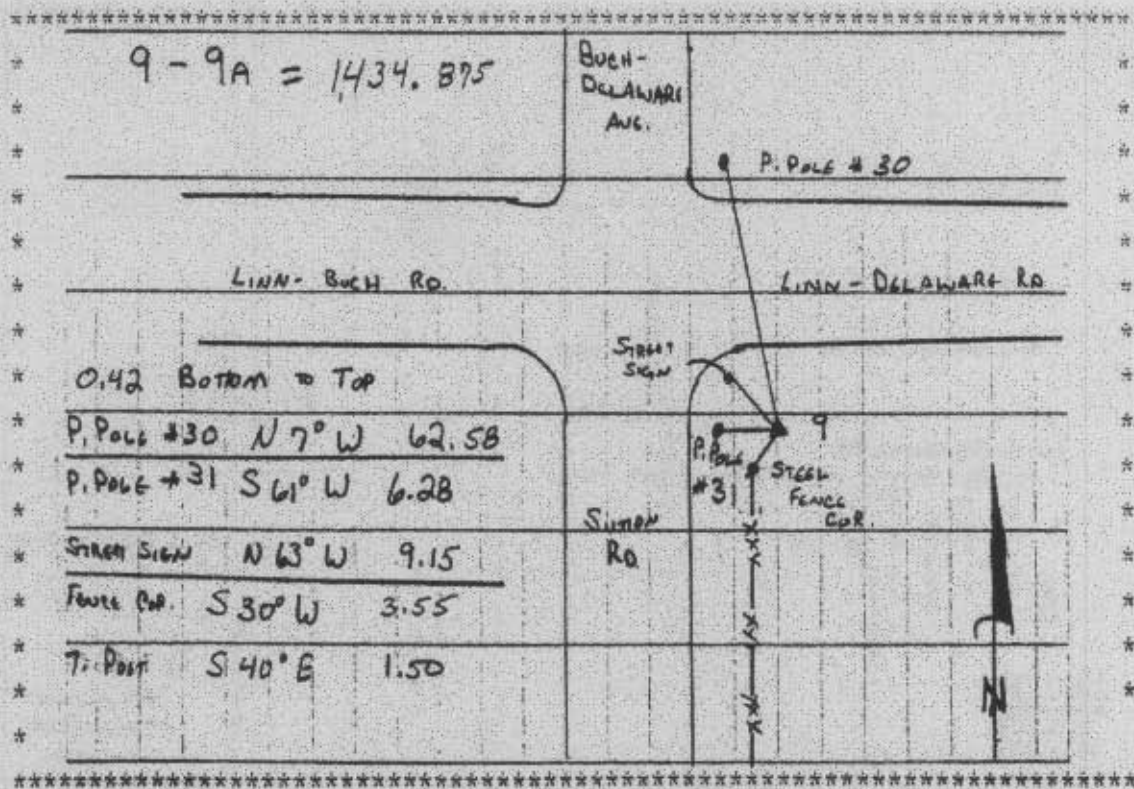 9 - 9A = 1,434.875
BUCH-
DELAWARE
AVE.
P. POLE # 30
LINN - BUCH RD.
LINN - DELAWARE RD
STREET
SIGN
0.42 BOTTOM TO TOP
P. POLE #30 N 7° W 62.58
9
P. POLE
#31
STEEL
FENCE
COR.
P. POLE #31 S 61° W 6.28
SIMON
RD.
STREET SIGN N 63° W 9.15
FENCE COR. S 30° W 3.55
T. POST S 40° E 1.50
N